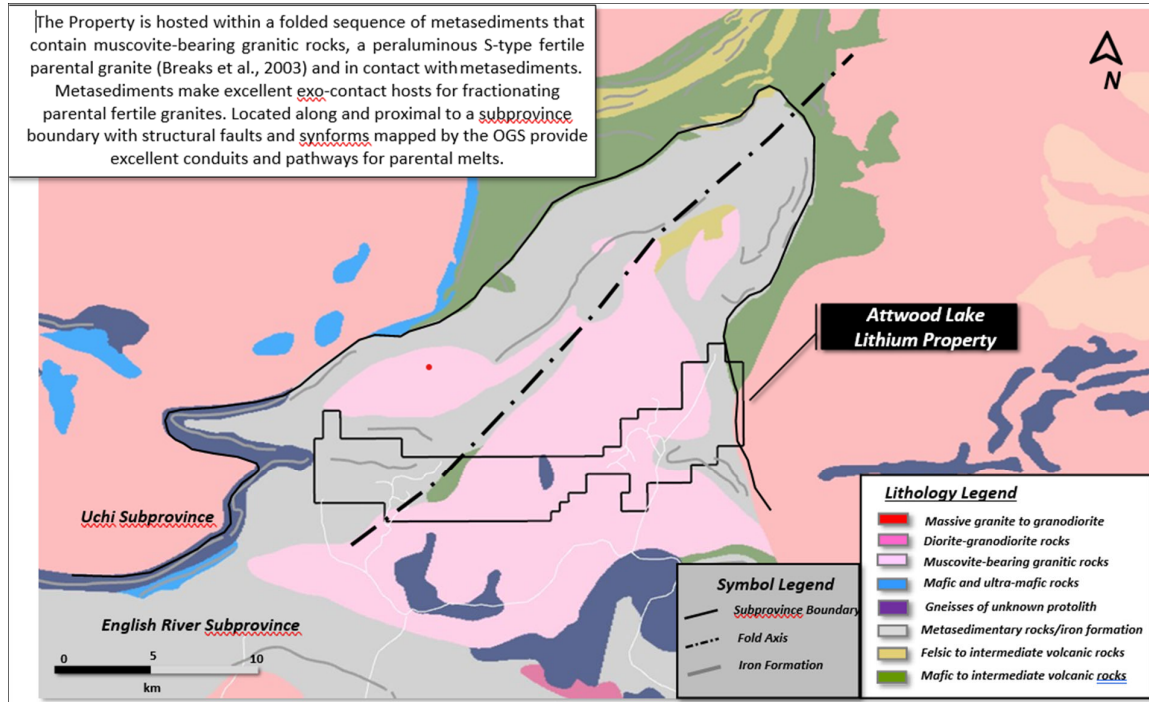 The Property is hosted within a folded sequence of metasediments that
contain muscovite-bearing granitic rocks, a peraluminous S-type fertile
parental granite (Breaks et al., 2003) and in contact with metasediments.
Metasediments make excellent exo-contact hosts for fractionating
parental fertile granites. Located along and proximal to a subprovince
boundary with structural faults and synforms mapped by the OGS provide
excellent conduits and pathways for parental melts.
N
Attwood Lake
Lithium Property
Uchi Subprovince
English River Subprovince
0 5 10
km
Symbol Legend
Subprovince Boundary
Fold Axis
Iron Formation
Lithology Legend
Massive granite to granodiorite
Diorite-granodiorite rocks
Muscovite-bearing granitic rocks
Mafic and ultra-mafic rocks
Gneisses of unknown protolith
Metasedimentary rocks/iron formation
Felsic to intermediate volcanic rocks
Mafic to intermediate volcanic rocks